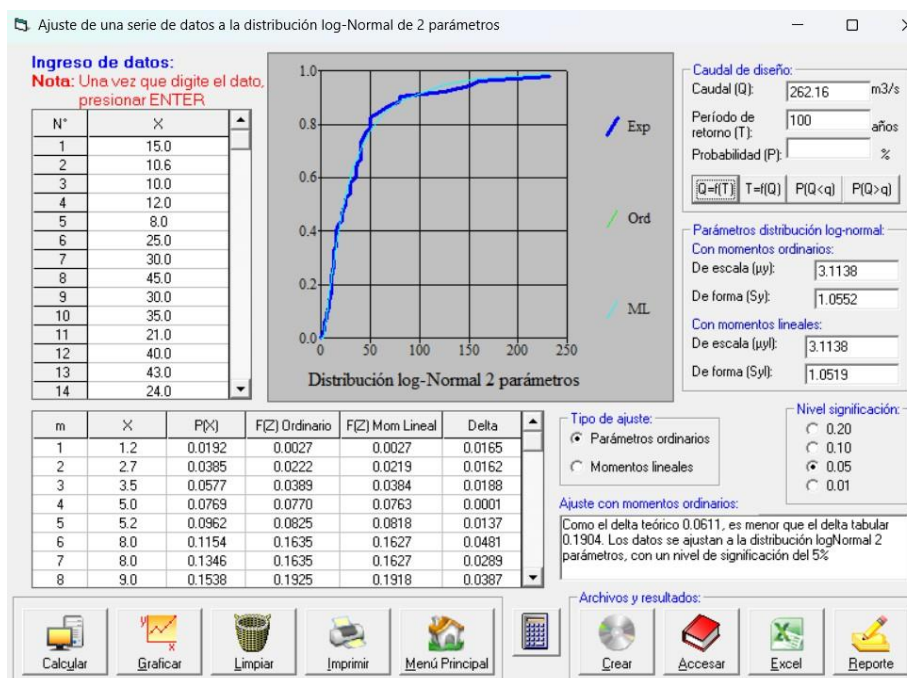 Ajuste de una serie de datos a la distribución log-Normal de 2 parámetros
Ingreso de datos:
Nota: Una vez que digite el dato,
presionar ENTER
N° X
1 15.0
2 10.6
3 10.0
4 12.0
5 8.0
6 25.0
7 30.0
8 45.0
9 30.0
10 35.0
11 21.0
12 40.0
13 43.0
14 24.0
1.0
0.8
0.6
0.4
0.2
0.0
0 50 100 150 200 250
Distribución log-Normal 2 parámetros
Exp
Ord
ML
Caudal de diseño:
Caudal (Q): 262.16 m3/s
Período de
retorno (T): 100 años
Probabilidad (P): %
Q=f(T) T=f(Q) P(Q<q) P(Q>q)
Parámetros distribución log-normal:
Con momentos ordinarios:
De escala (µy): 3.1138
De forma (Sy): 1.0552
Con momentos lineales:
De escala (µyl): 3.1138
De forma (Syl): 1.0519
m X P(X) F(Z) Ordinario F(Z) Mom Lineal Delta
1 1.2 0.0192 0.0027 0.0027 0.0165
2 2.7 0.0385 0.0222 0.0219 0.0162
3 3.5 0.0577 0.0389 0.0384 0.0188
4 5.0 0.0769 0.0770 0.0763 0.0001
5 5.2 0.0962 0.0825 0.0818 0.0137
6 8.0 0.1154 0.1635 0.1627 0.0481
7 8.0 0.1346 0.1635 0.1627 0.0289
8 9.0 0.1538 0.1925 0.1918 0.0387
Tipo de ajuste:
Parámetros ordinarios
Momentos lineales
Nivel significación:
0.20
0.10
0.05
0.01
Ajuste con momentos ordinarios:
Como el delta teórico 0.0611, es menor que el delta tabular
0.1904. Los datos se ajustan a la distribución logNormal 2
parámetros, con un nivel de significación del 5%
Calcular
Graficar
Limpiar
Imprimir
Menú Principal
Archivos y resultados:
Crear
Accesar
Excel
Reporte